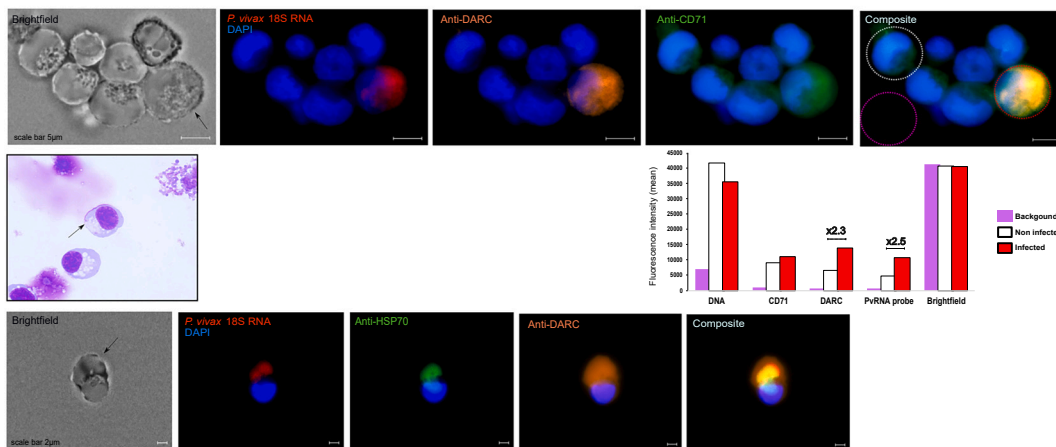 Brightfield
P. vivax 18S RNA
DAPI
Anti-DARC
Anti-CD71
Composite
scale bar 5µm
Fluorescence intensity (mean)
45000
40000
35000
30000
25000
20000
15000
10000
5000
0
x2.3
x2.5
DNA
CD71
DARC
PvRNA probe
Brightfield
Backgound
Non infecte
Infected
Brightfield
P. vivax 18S RNA
DAPI
Anti-HSP70
Anti-DARC
Composite
scale bar 2µm